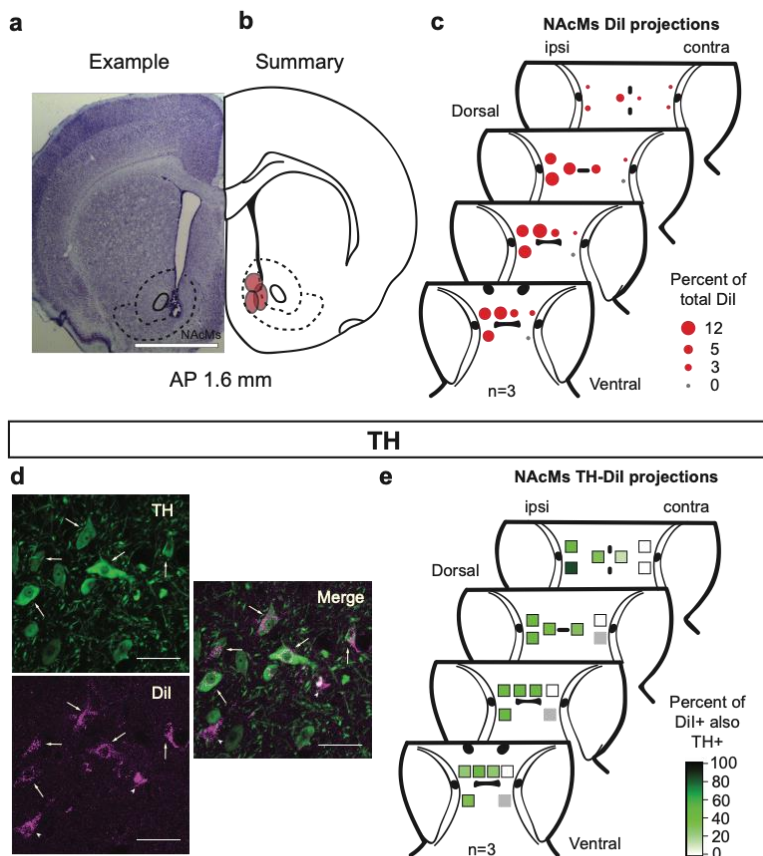 a
b
c
NAcMs DiI projections
ipsi
contra
Example
Summary
Dorsal
NAcMs
AP 1.6 mm
Percent of
total DiI
12
5
3
0
n=3
Ventral
TH
d
e
NAcMs TH-DiI projections
TH
ipsi
contra
Dorsal
Merge
DiI
Percent of
DiI+ also
TH+
100
80
60
40
20
0
n=3
Ventral